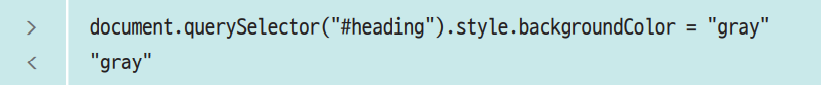 > document.querySelector("#heading").style.backgroundColor = "gray"
< "gray"